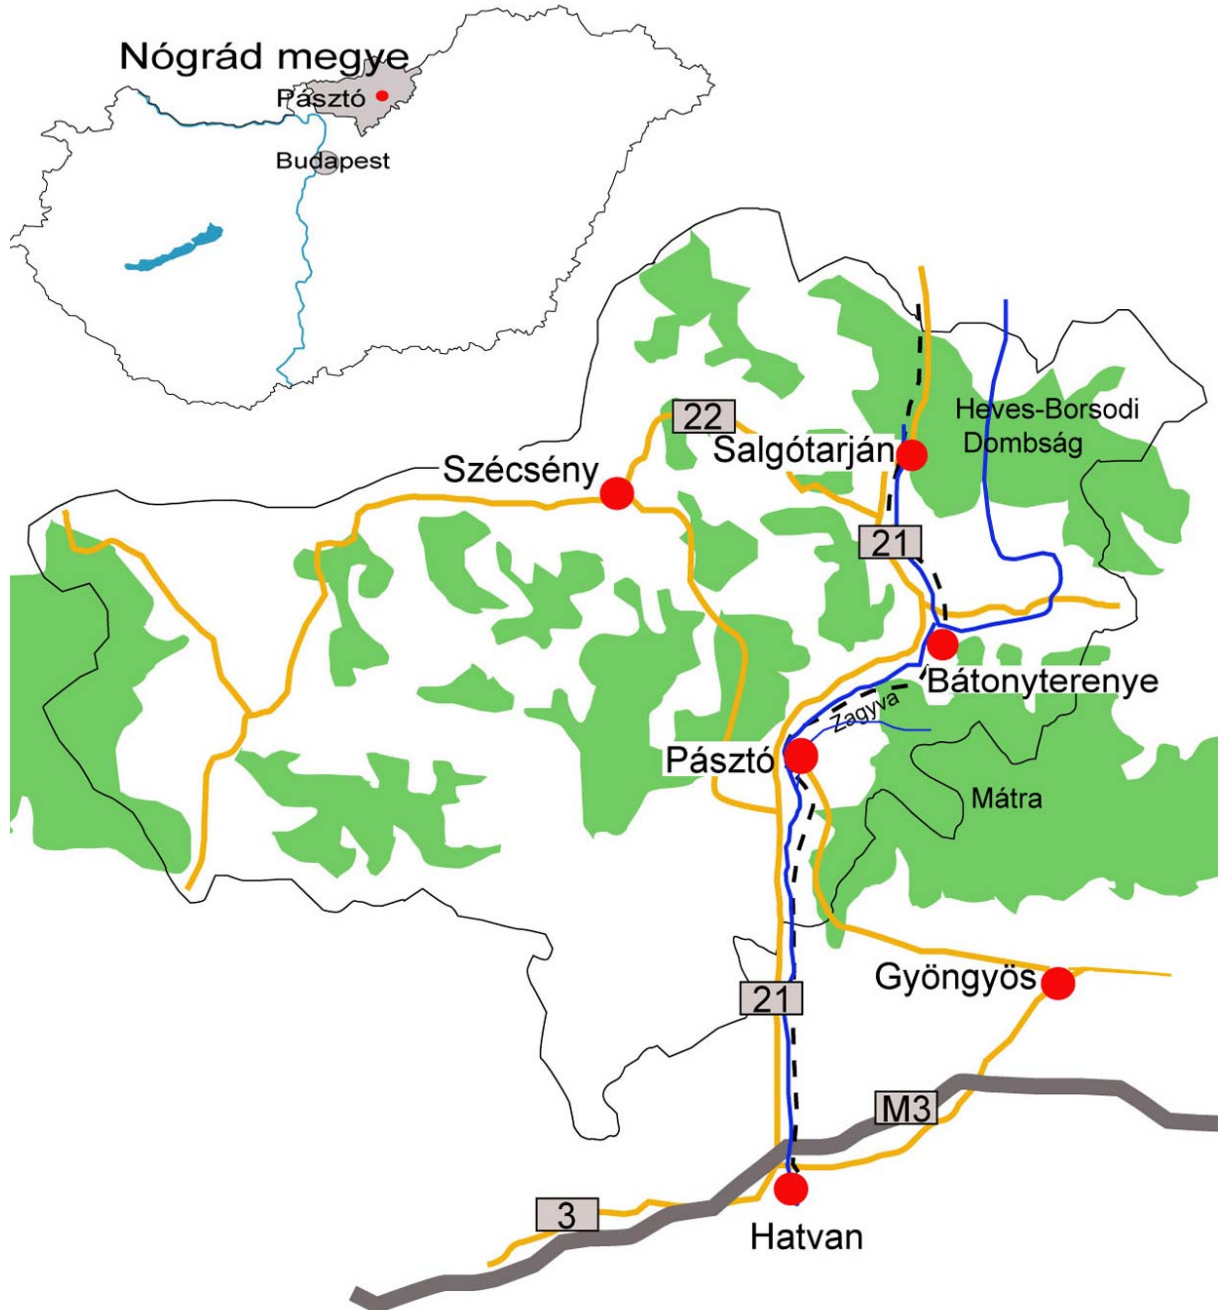 Nógrád megye
Pásztó
Budapest
22
Heves-Borsodi
Dombság
Salgótarján
Szécsény
21
Bátonyterenye
Zagyva
Pásztó
Mátra
Gyöngyös
21
M3
3
Hatvan